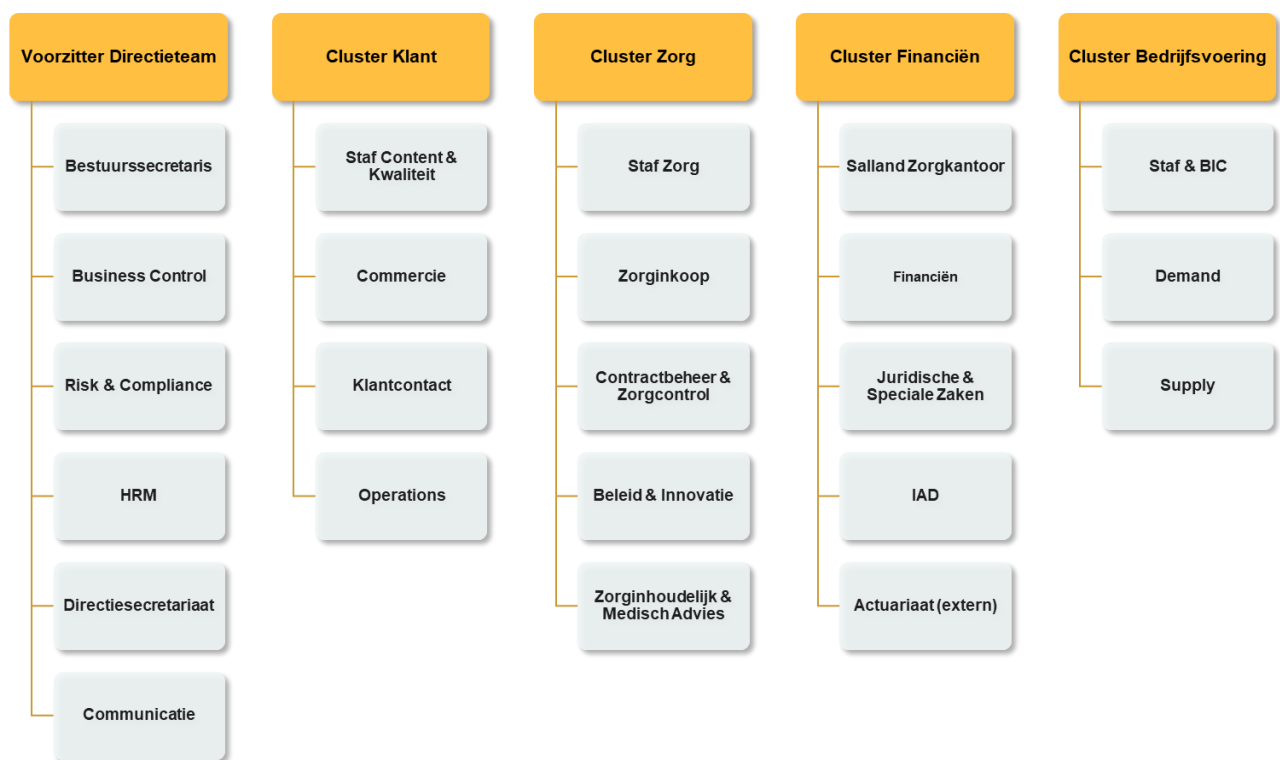 Voorzitter Directieteam
Bestuurssecretaris
Business Control
Risk & Compliance
HRM
Directiesecretariaat
Communicatie
Cluster Klant
Staf Content &
Kwaliteit
Commercie
Klantcontact
Operations
Cluster Zorg
Staf Zorg
Zorginkoop
Contractbeheer &
Zorgcontrol
Beleid & Innovatie
Zorginhoudelijk &
Medisch Advies
Cluster Financiën
Salland Zorgkantoor
Financiën
Juridische &
Speciale Zaken
IAD
Actuariaat (extern)
Cluster Bedrijfsvoering
Staf & BIC
Demand
Supply